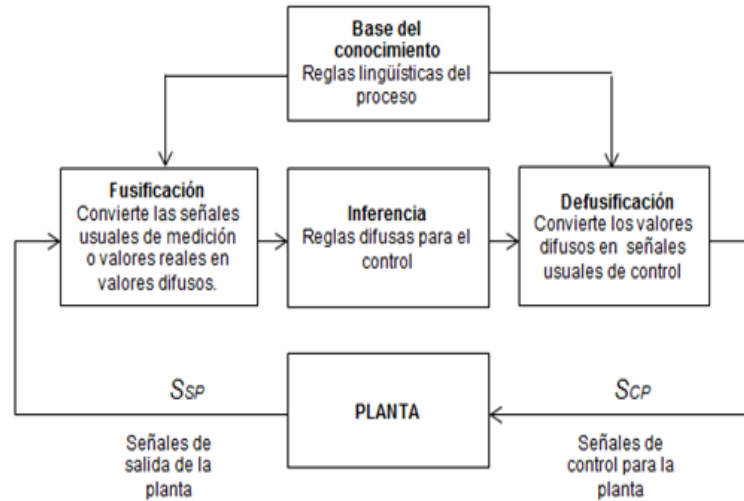 Base del
conocimiento
Reglas lingüísticas del
proceso
Fusificación
Convierte las señales
usuales de medición
o valores reales en
valores difusos.
Inferencia
Reglas difusas para el
control
Defusificación
Convierte los valores
difusos en señales
usuales de control
SSP
PLANTA
SCP
Señales de
salida de la
planta
Señales de
control para la
planta